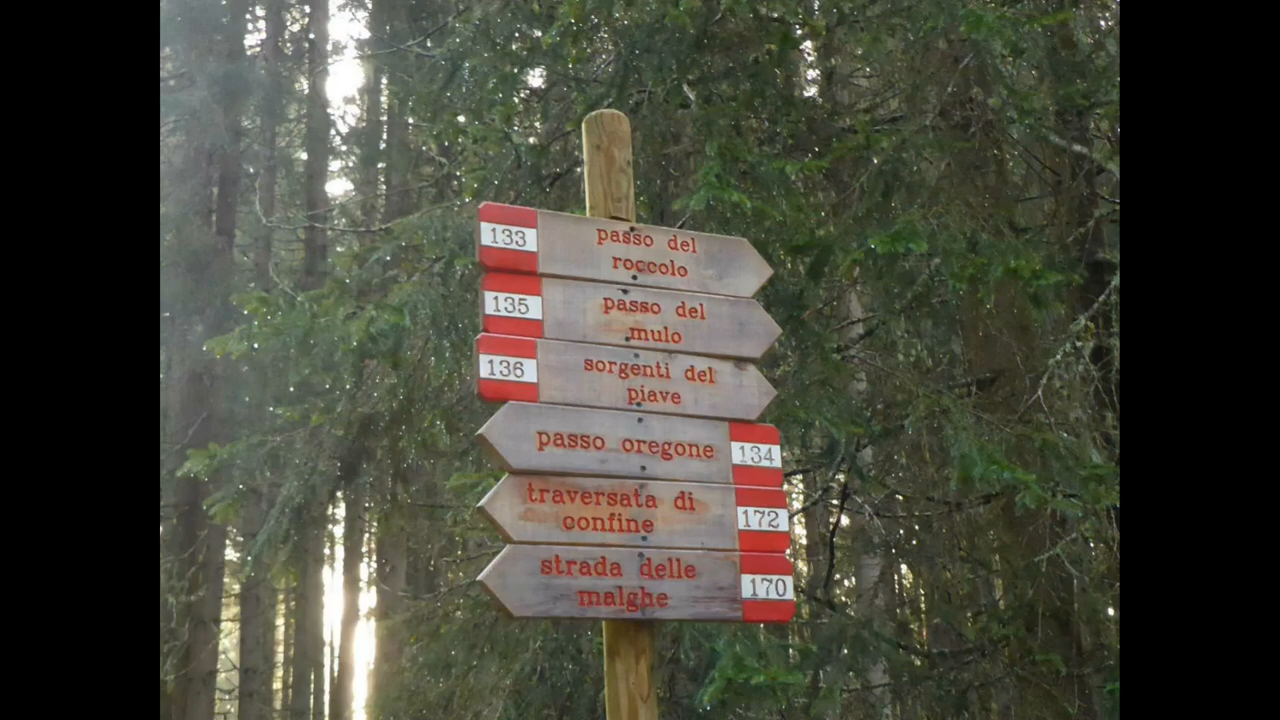 133
passo del
roccolo
135
passo del
mulo
136
sorgenti del
piave
passo oregone
134
traversata di
confine
172
strada delle
malghe
170